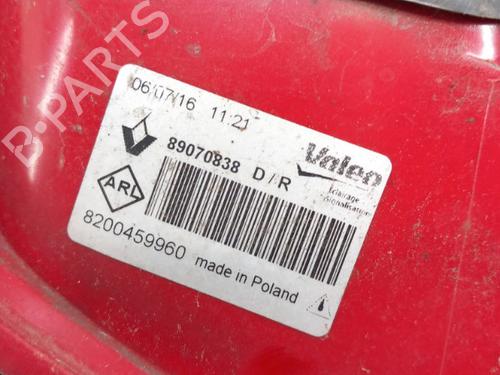 B-PARTS
06/07/16 11:21
Valeo
Eclairage
Signalisation
89070838 D/R
ARL
8200459960 made in Poland